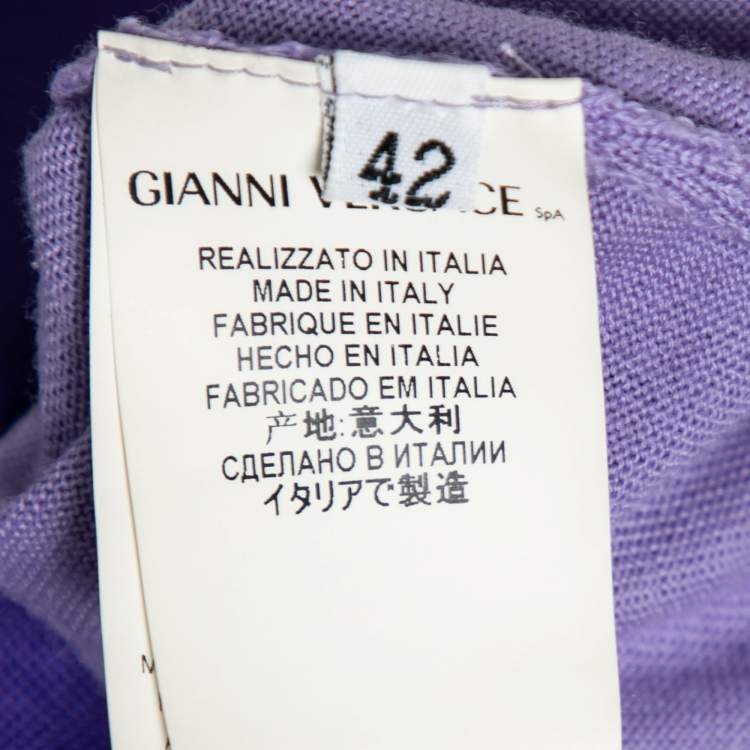 42
GIANNI VERSACE SpA
REALIZZATO IN ITALIA
MADE IN ITALY
FABRIQUE EN ITALIE
HECHO EN ITALIA
FABRICADO EM ITALIA
产地:意大利
СДЕЛАНО В ИТАЛИИ
イタリアで製造